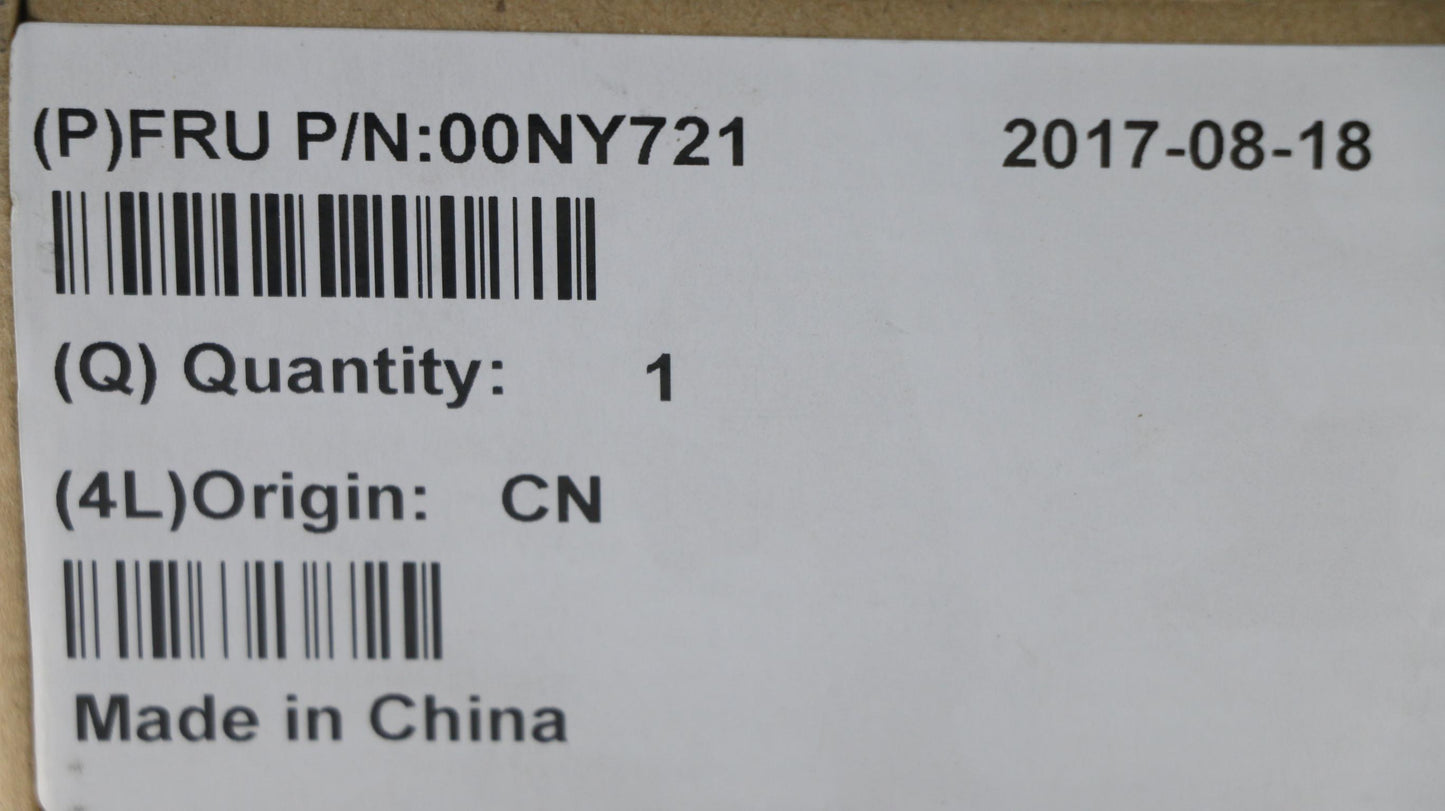 (P)FRU P/N:00NY721 2017-08-18
(Q) Quantity: 1
(4L)Origin: CN
Made in China